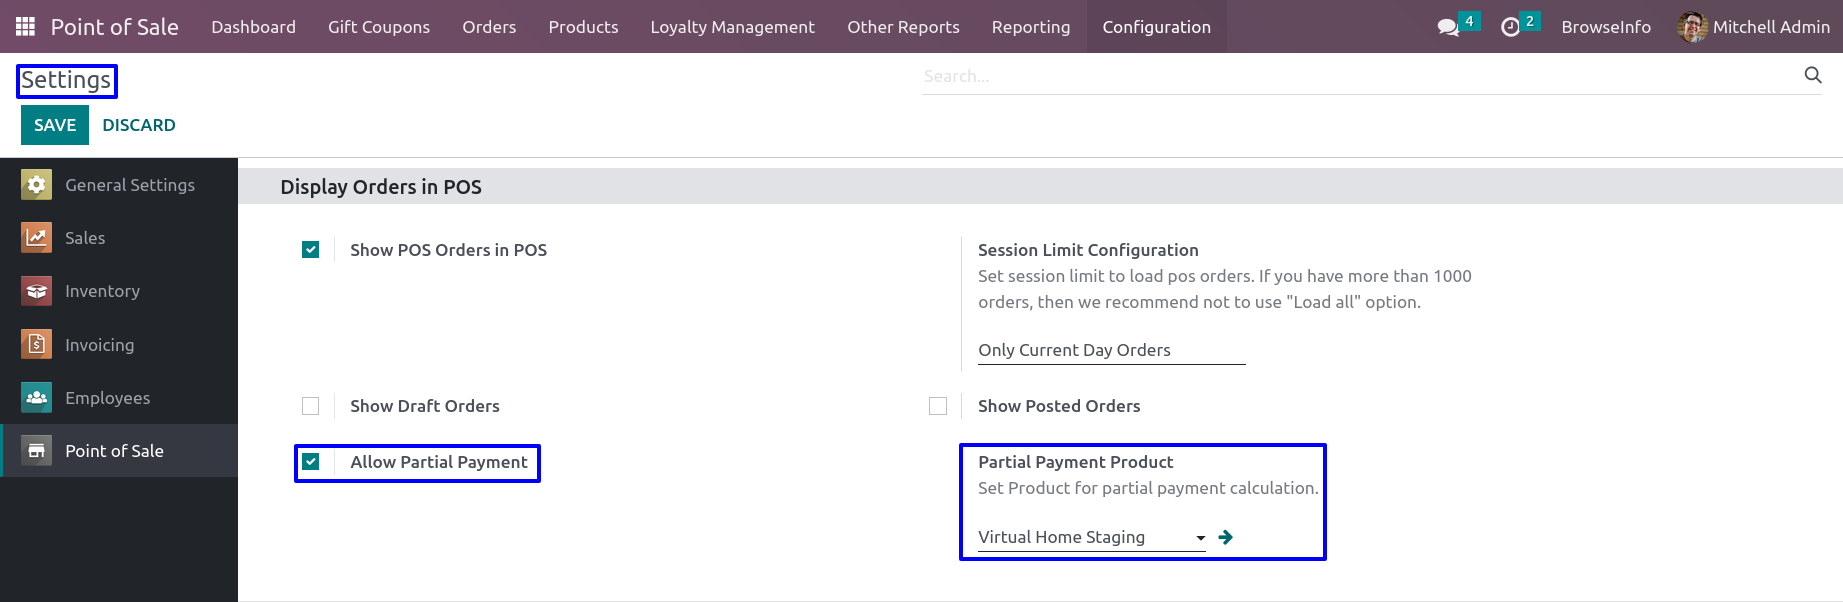 Point of Sale Dashboard Gift Coupons Orders Products Loyalty Management Other Reports Reporting Configuration 4 2 BrowseInfo Mitchell Admin
Settings
Search...
SAVE DISCARD
General Settings
Sales
Inventory
Invoicing
Employees
Point of Sale
Display Orders in POS
Show POS Orders in POS
Session Limit Configuration
Set session limit to load pos orders. If you have more than 1000
orders, then we recommend not to use "Load all" option.
Only Current Day Orders
Show Draft Orders
Show Posted Orders
Allow Partial Payment
Partial Payment Product
Set Product for partial payment calculation.
Virtual Home Staging